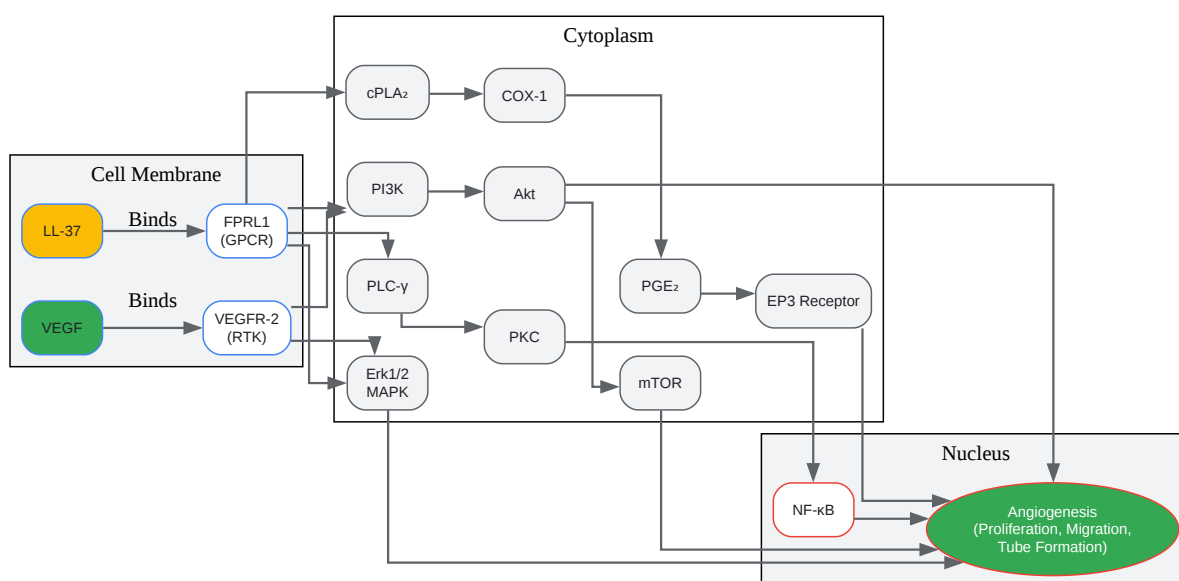 Cytoplasm
cPLA₂
COX-1
Cell Membrane
PI3K
Akt
LL-37
Binds
FPRL1
(GPCR)
PLC-γ
PGE₂
EP3 Receptor
VEGF
Binds
VEGFR-2
(RTK)
PKC
Erk1/2
MAPK
mTOR
Nucleus
NF-κB
Angiogenesis
(Proliferation, Migration,
Tube Formation)